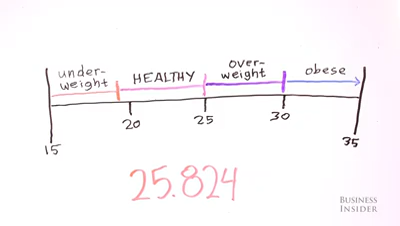 under-
weight
HEALTHY
over-
weight
obese
15
20
25
30
35
25.824
BUSINESS
INSIDER